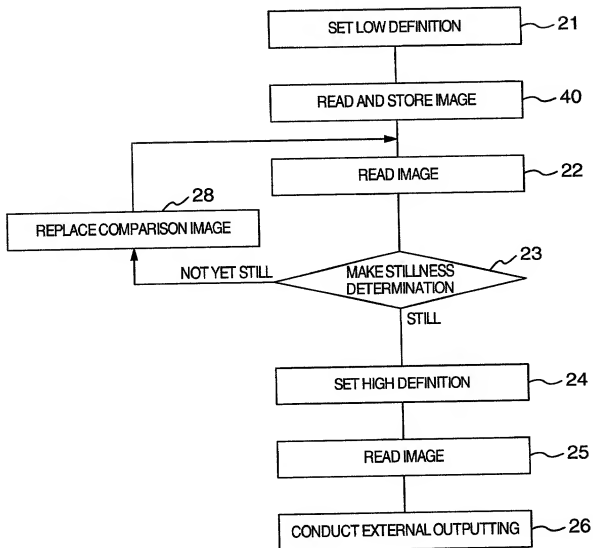 SET LOW DEFINITION
21
READ AND STORE IMAGE
40
READ IMAGE
22
28
REPLACE COMPARISON IMAGE
NOT YET STILL
MAKE STILLNESS
DETERMINATION
23
STILL
SET HIGH DEFINITION
24
READ IMAGE
25
CONDUCT EXTERNAL OUTPUTTING
26